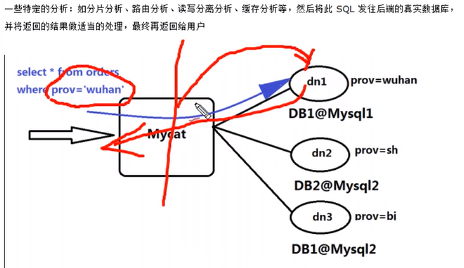 一些特定的分析：如分片分析、路由分析、读写分离分析、缓存分析等，然后将此 SQL 发往后端的真实数据库，
并将返回的结果做适当的处理，最终再返回给用户
select * from orders
where prov='wuhan'
Mycat
dn1 prov=wuhan
DB1@Mysql1
dn2 prov=sh
DB2@Mysql2
dn3 prov=bj
DB1@Mysql2